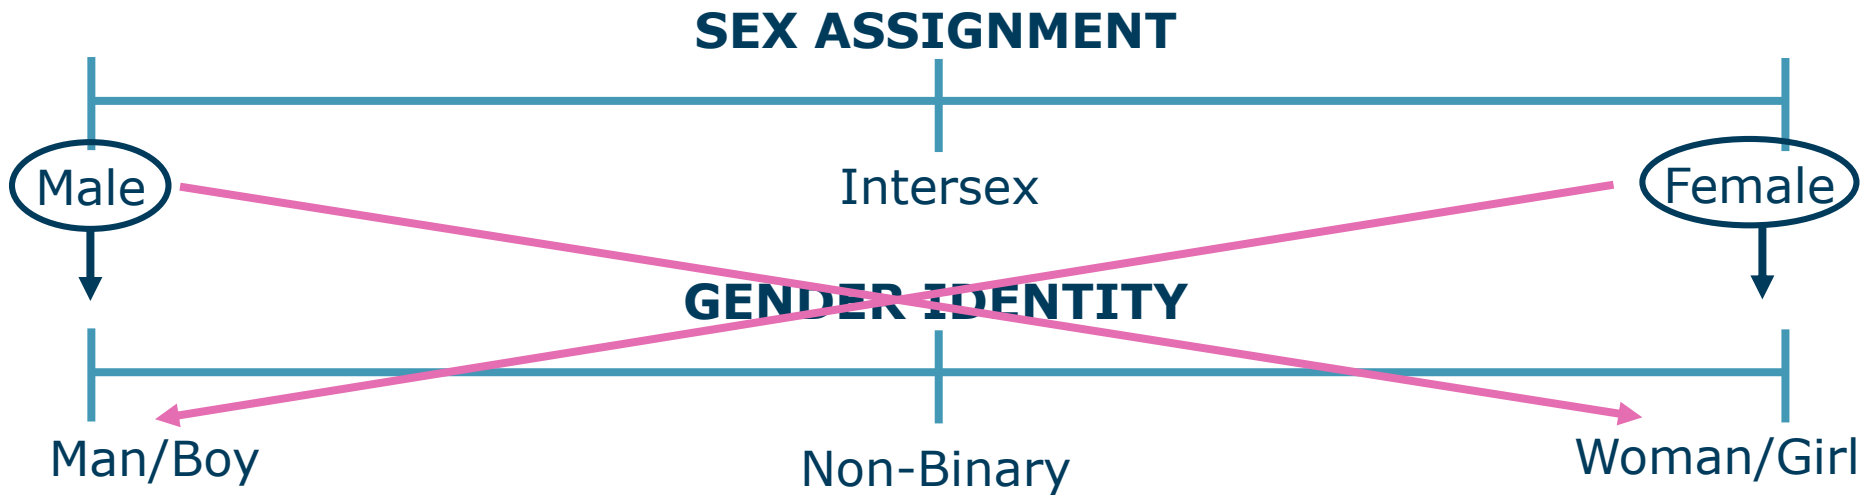 SEX ASSIGNMENT
Male
Intersex
Female
GENDER IDENTITY
Man/Boy
Non-Binary
Woman/Girl